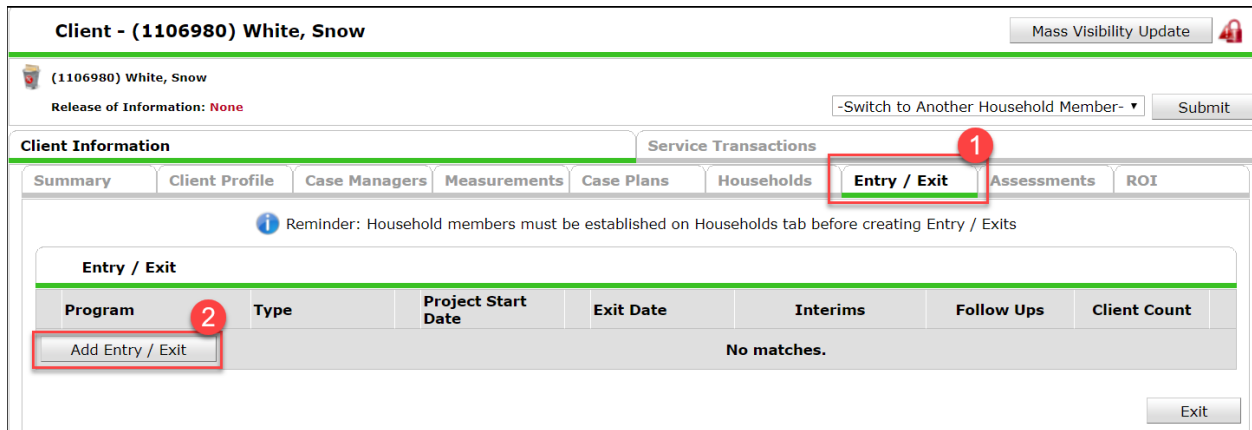 Client - (1106980) White, Snow
Mass Visibility Update
(1106980) White, Snow
Release of Information: None
-Switch to Another Household Member-
Submit
Client Information
Service Transactions
1
Summary
Client Profile
Case Managers
Measurements
Case Plans
Households
Entry / Exit
Assessments
ROI
Reminder: Household members must be established on Households tab before creating Entry / Exits
Entry / Exit
Program
Type
Project Start
Date
Exit Date
Interims
Follow Ups
Client Count
2
Add Entry / Exit
No matches.
Exit